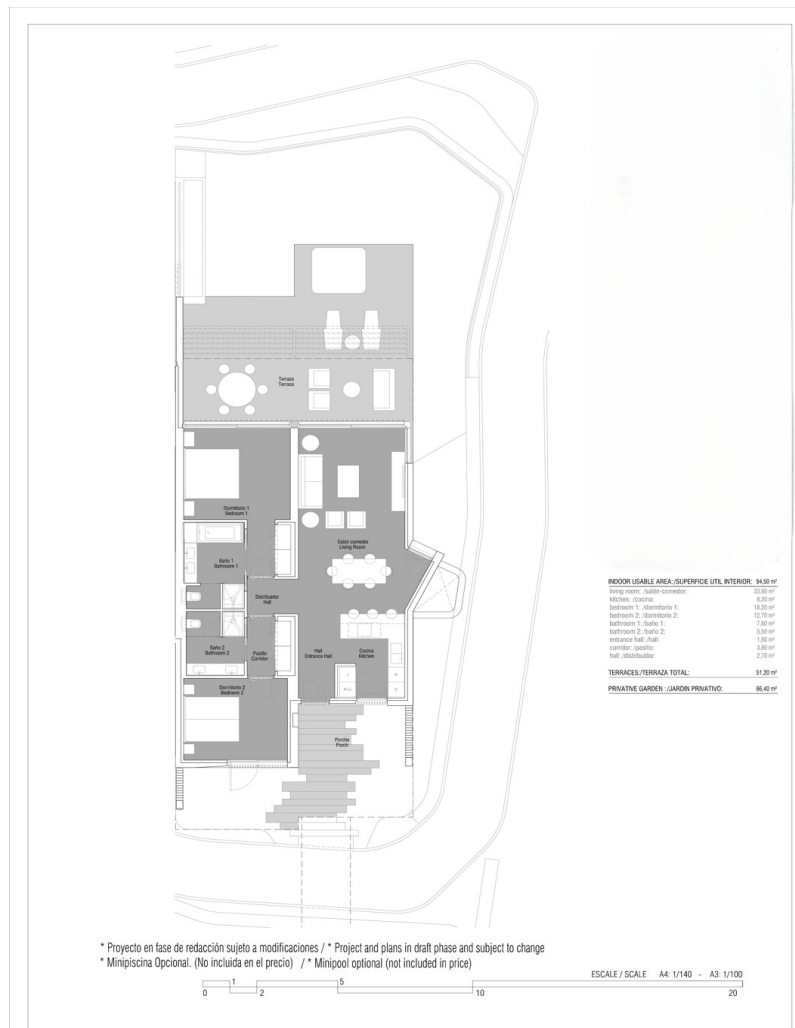 Terraza
Terrace
Dormitorio 1
Bedroom 1
Salón comedor
Living Room
Baño 1
Bathroom 1
Distribuidor
Hall
Baño 2
Bathroom 2
Pasillo
Corridor
Hall
Entrance Hall
Cocina
Kitchen
Dormitorio 2
Bedroom 2
Porche
Porch
INDOOR USABLE AREA:/SUPERFICIE UTIL INTERIOR: 94,50 m²
living room: /salón-comedor: 33,90 m²
kitchen: /cocina: 8,20 m²
bedroom 1: /dormitorio 1: 18,20 m²
bedroom 2: /dormitorio 2: 12,70 m²
bathroom 1: /baño 1: 7,60 m²
bathroom 2: /baño 2: 5,50 m²
entrance hall: /hall: 1,90 m²
corridor: /pasillo: 3,80 m²
hall: /distribuidor: 2,70 m²
TERRACES:/TERRAZA TOTAL: 51,20 m²
PRIVATIVE GARDEN :/JARDIN PRIVATIVO: 66,40 m²
* Proyecto en fase de redacción sujeto a modificaciones / * Project and plans in draft phase and subject to change
* Minipiscina Opcional. (No incluida en el precio) / * Minipool optional (not included in price)
ESCALE / SCALE A4: 1/140 - A3: 1/100
0 1 2 5 10 20